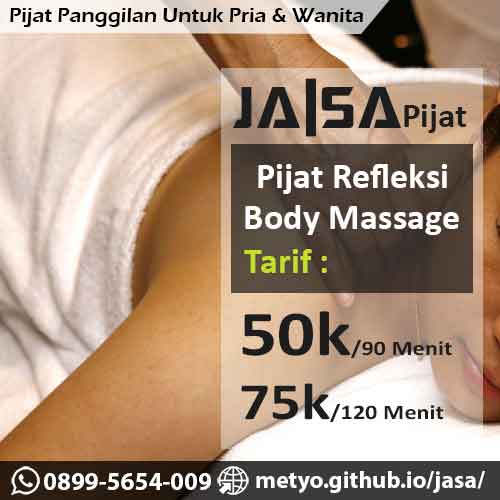 Pijat Panggilan Untuk Pria & Wanita
JA|SA Pijat
Pijat Refleksi
Body Massage
Tarif :
50k/90 Menit
75k/120 Menit
0899-5654-009 metyo.github.io/jasa/